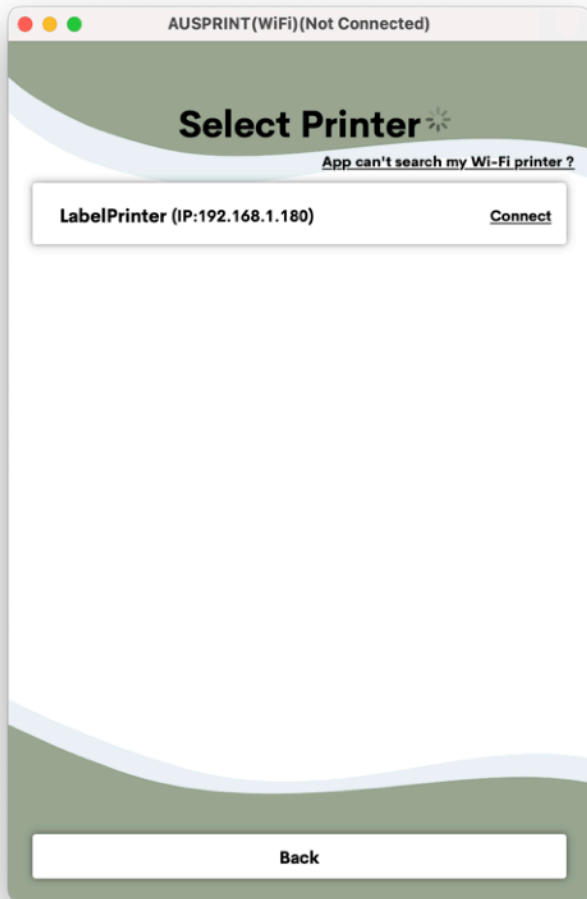 AUSPRINT(WiFi)(Not Connected)
Select Printer
App can't search my Wi-Fi printer ?
LabelPrinter (IP:192.168.1.180) Connect
Back